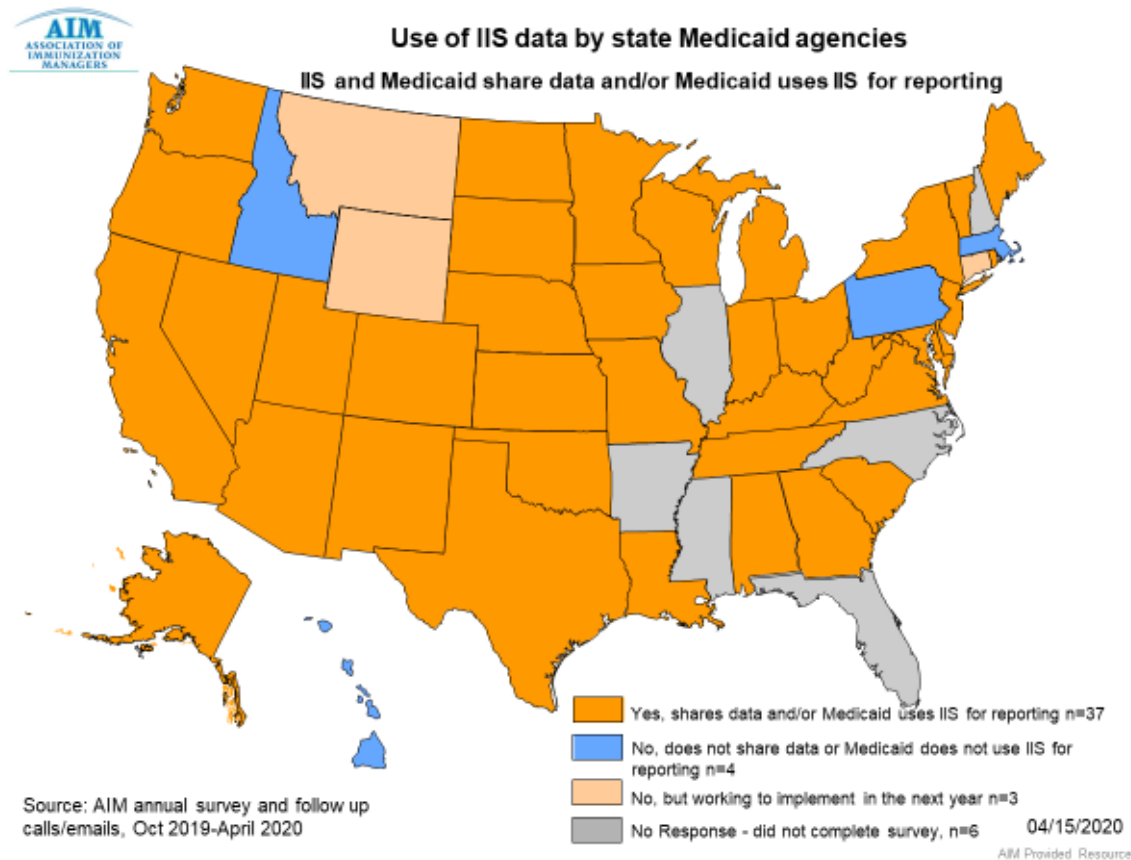 AIM
ASSOCIATION OF
IMMUNIZATION
MANAGERS
Use of IIS data by state Medicaid agencies
IIS and Medicaid share data and/or Medicaid uses IIS for reporting
Yes, shares data and/or Medicaid uses IIS for reporting n=37
No, does not share data or Medicaid does not use IIS for
reporting n=4
No, but working to implement in the next year n=3
No Response - did not complete survey, n=6
Source: AIM annual survey and follow up
calls/emails, Oct 2019-April 2020
04/15/2020
AIM Provided Resource